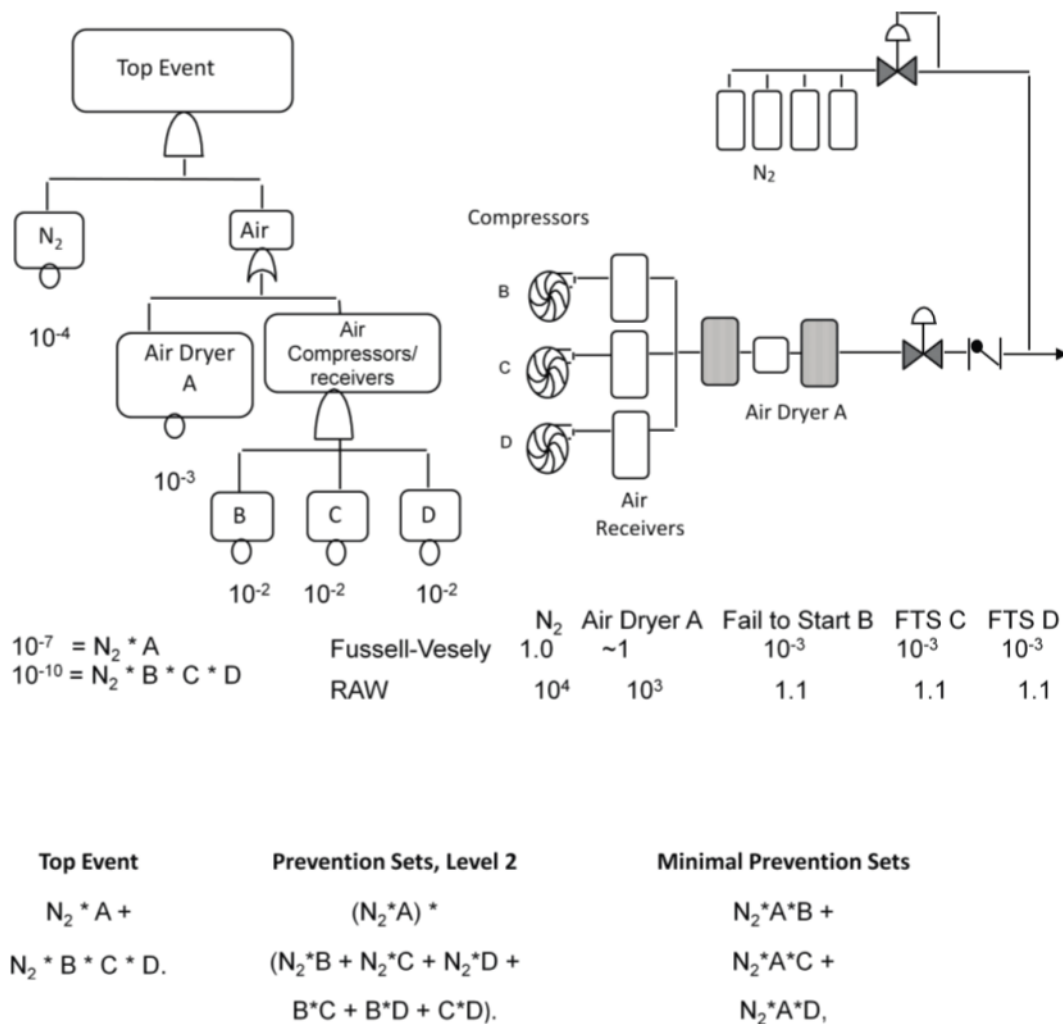 Top Event
N₂
Air
10⁻⁴
Air Dryer
A
Air
Compressors/
receivers
10⁻³
B
C
D
10⁻² 10⁻² 10⁻²
N₂
Compressors
B
C
D
Air Dryer A
Air
Receivers
10⁻⁷ = N₂ * A
10⁻¹⁰ = N₂ * B * C * D
N₂ Air Dryer A Fail to Start B FTS C FTS D
Fussell-Vesely 1.0 ~1 10⁻³ 10⁻³ 10⁻³
RAW 10⁴ 10³ 1.1 1.1 1.1
Top Event Prevention Sets, Level 2 Minimal Prevention Sets
N₂ * A + (N₂*A) * N₂*A*B +
N₂ * B * C * D. (N₂*B + N₂*C + N₂*D + N₂*A*C +
B*C + B*D + C*D). N₂*A*D,